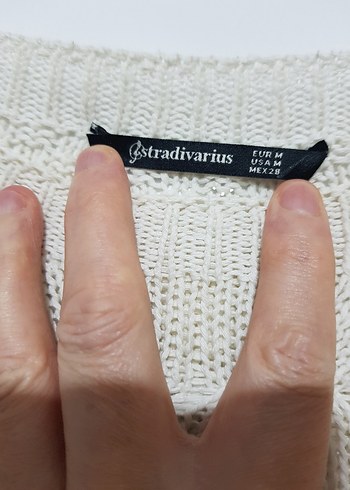 stradivarius
EUR M
USA M
MEX 28